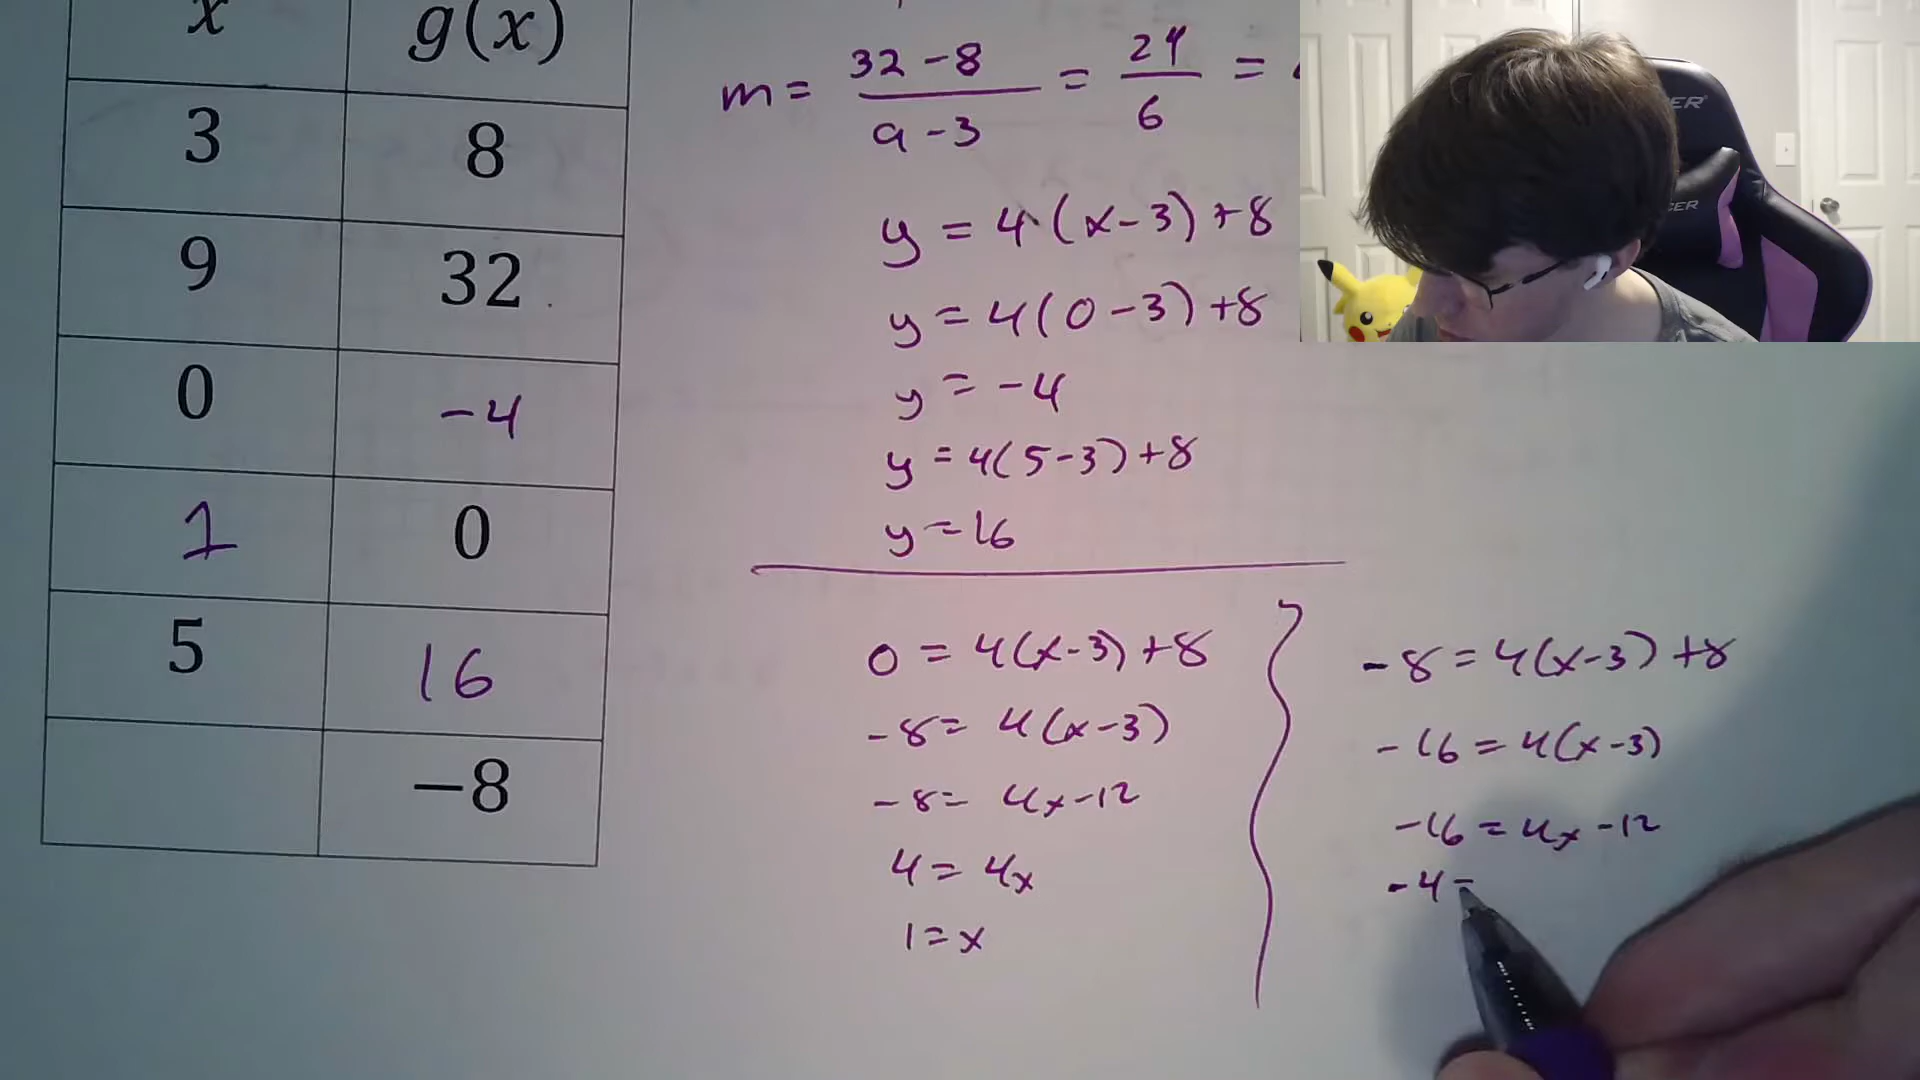 x g(x)
3 8
9 32
0 -4
1 0
5 16
−8
m = 32 - 8 / 9 - 3 = 24 / 6 =
y = 4(x-3)+8
y = 4(0-3)+8
y = -4
y = 4(5-3)+8
y = 16
0 = 4(x-3)+8
-8 = 4(x-3)
-8 = 4x-12
4 = 4x
1 = x
-8 = 4(x-3)+8
-16 = 4(x-3)
-16 = 4x-12
-4 =